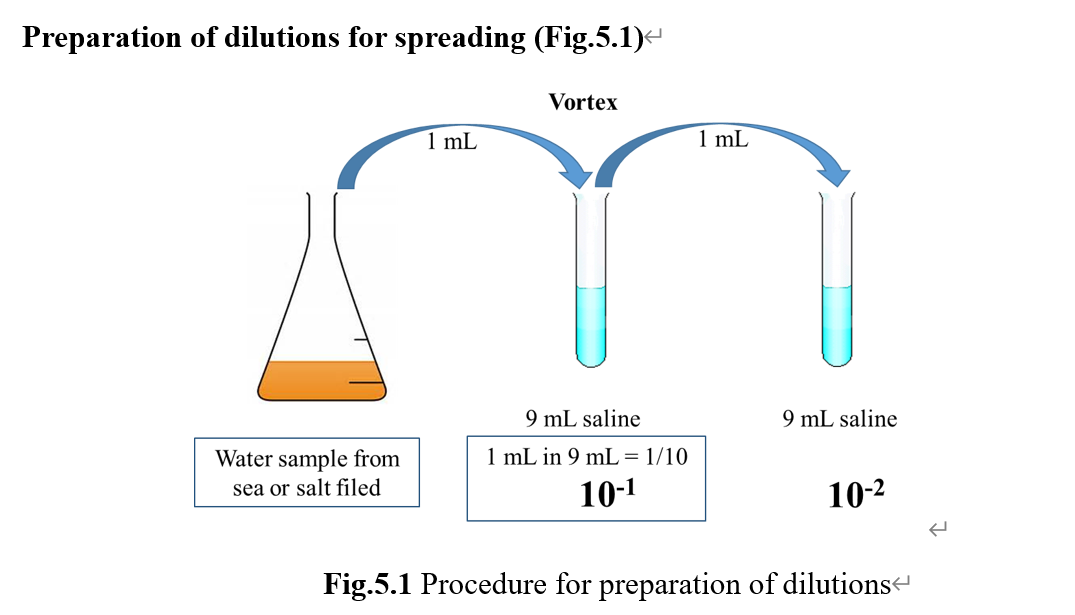 Preparation of dilutions for spreading (Fig.5.1)↵
Vortex
1 mL
1 mL
9 mL saline
9 mL saline
Water sample from
sea or salt filed
1 mL in 9 mL = 1/10
10⁻¹
10⁻²
↵
Fig.5.1 Procedure for preparation of dilutions↵